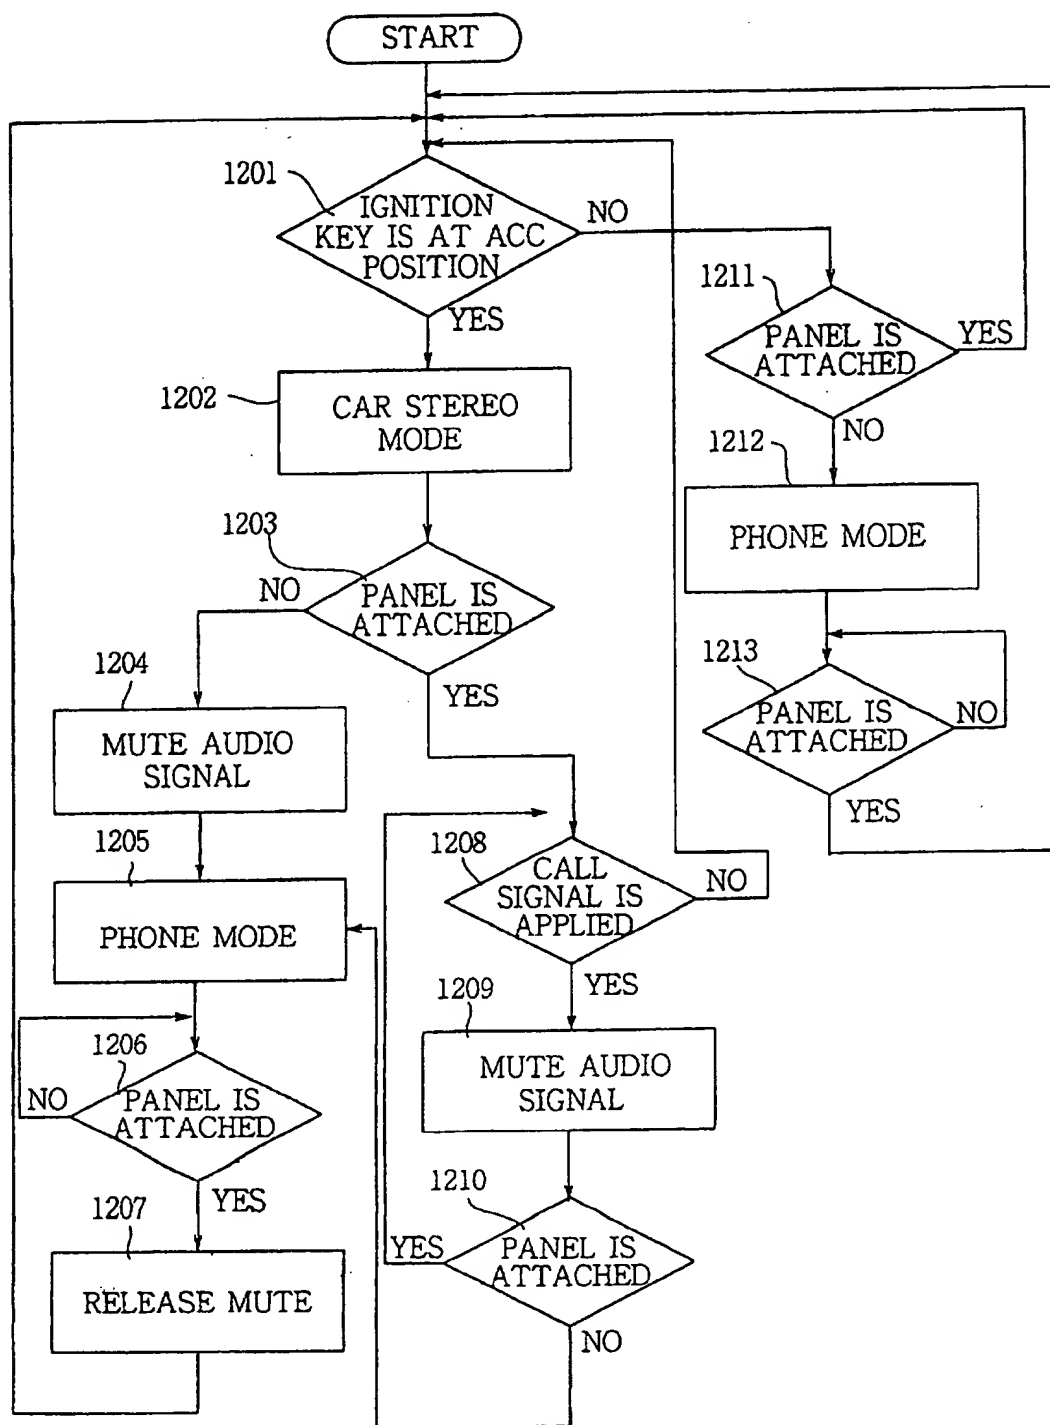 START
1201
IGNITION
KEY IS AT ACC
POSITION
NO
YES
1211
PANEL IS
ATTACHED
YES
NO
1202
CAR STEREO
MODE
1212
PHONE MODE
1203
NO
PANEL IS
ATTACHED
YES
1213
PANEL IS
ATTACHED
NO
YES
1204
MUTE AUDIO
SIGNAL
1205
PHONE MODE
1208
CALL
SIGNAL IS
APPLIED
NO
YES
1209
MUTE AUDIO
SIGNAL
1206
NO
PANEL IS
ATTACHED
YES
1210
YES
PANEL IS
ATTACHED
NO
1207
RELEASE MUTE